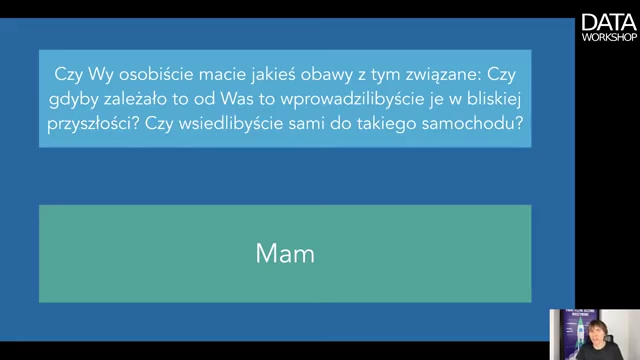 DATA
WORKSHOP
Czy Wy osobiście macie jakieś obawy z tym związane: Czy
gdyby zależało to od Was to wprowadzilibyście je w bliskiej
przyszłości? Czy wsiedlibyście sami do takiego samochodu?
Mam